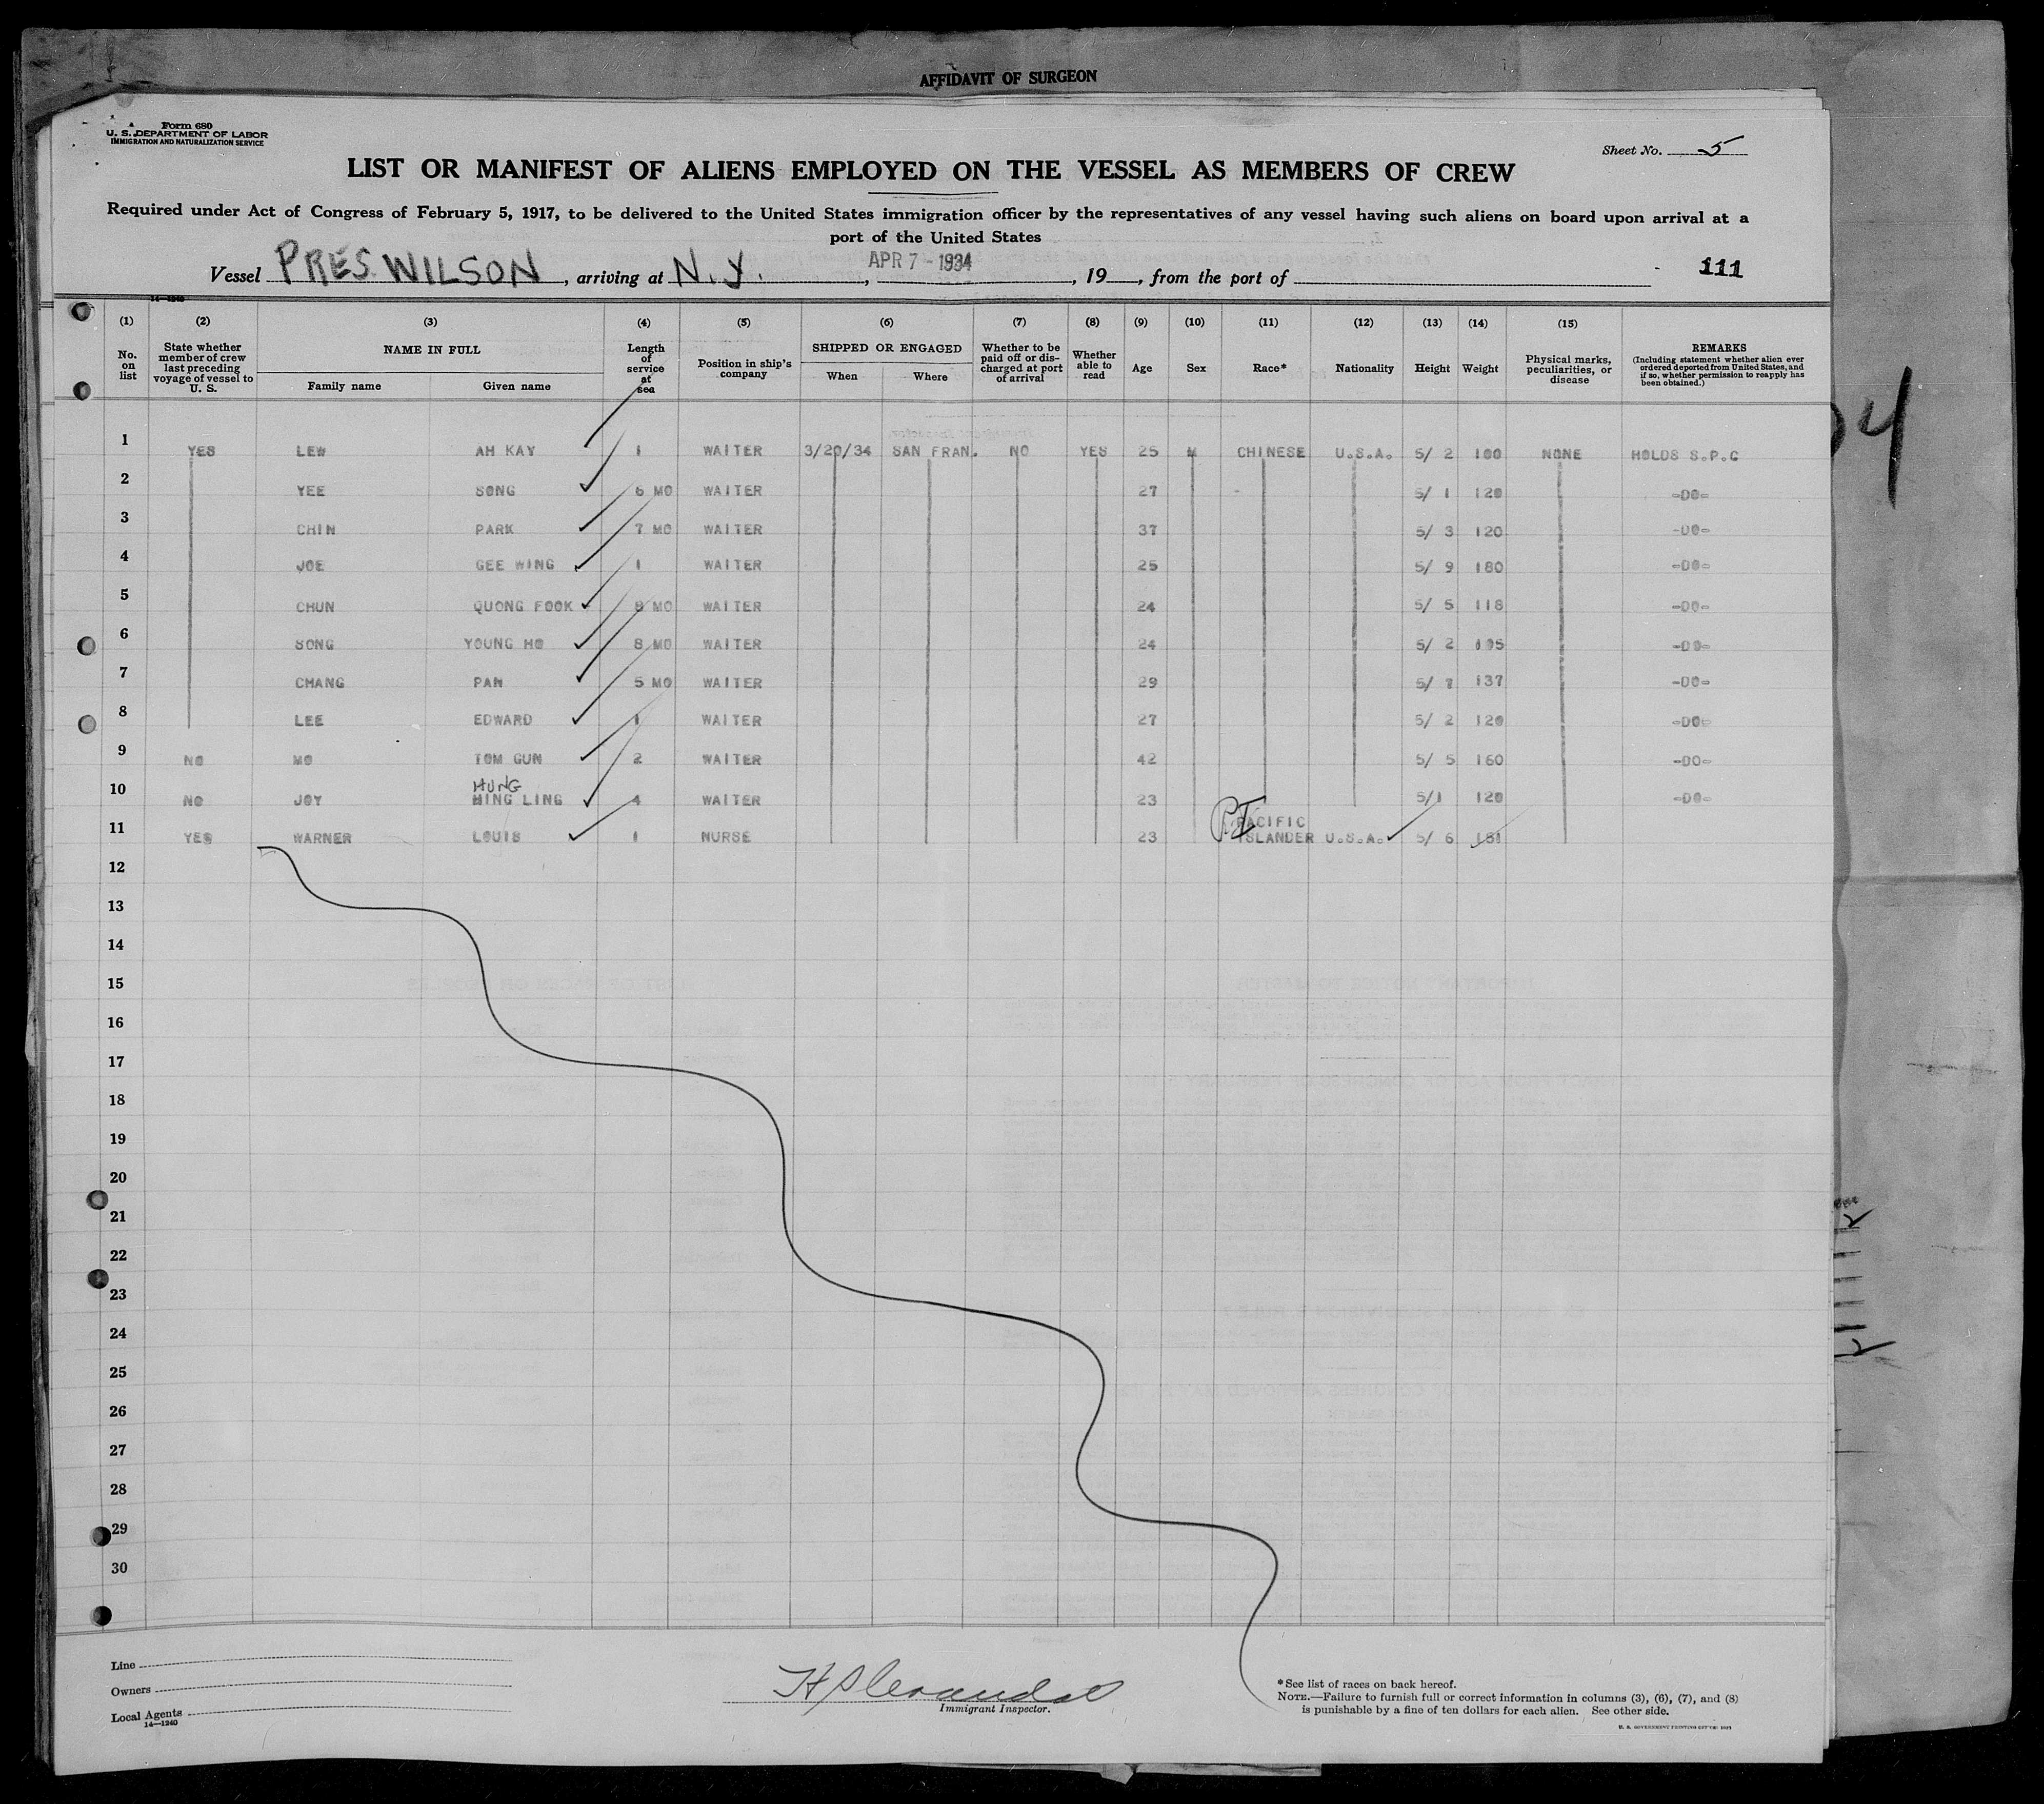 AFFIDAVIT OF SURGEON
Form 680
U. S. DEPARTMENT OF LABOR
IMMIGRATION AND NATURALIZATION SERVICE
Sheet No. 5
LIST OR MANIFEST OF ALIENS EMPLOYED ON THE VESSEL AS MEMBERS OF CREW
Required under Act of Congress of February 5, 1917, to be delivered to the United States immigration officer by the representatives of any vessel having such aliens on board upon arrival at a
port of the United States
Vessel PRES WILSON, arriving at N.Y., APR 7 - 1934, 19, from the port of 111
14—1240
(1) (2) (3) (4) (5) (6) (7) (8) (9) (10) (11) (12) (13) (14) (15)
No. on list
State whether member of crew last preceding voyage of vessel to U. S.
NAME IN FULL
Family name Given name
Length of service at sea
Position in ship's company
SHIPPED OR ENGAGED
When Where
Whether to be paid off or discharged at port of arrival
Whether able to read
Age
Sex
Race*
Nationality
Height
Weight
Physical marks, peculiarities, or disease
REMARKS
(Including statement whether alien ever ordered deported from United States, and if so, whether permission to reapply has been obtained.)
1 YES LEW AH KAY 1 WAITER 3/20/34 SAN FRAN. NO YES 25 M CHINESE U.S.A. 5/ 2 100 NONE HOLDS S.P.C
2 YEE SONG 6 MO WAITER 27 5/ 1 120 -DO-
3 CHIN PARK 7 MO WAITER 37 5/ 3 120 -DO-
4 JOE GEE WING 1 WAITER 25 5/ 9 180 -DO-
5 CHUN QUONG FOOK 8 MO WAITER 24 5/ 5 118 -DO-
6 SONG YOUNG HO 8 MO WAITER 24 5/ 2 -DO-
7 CHANG PAN 5 MO WAITER 29 5/ 7 137 -DO-
8 LEE EDWARD 1 WAITER 27 5/ 2 120 -DO-
9 NO MO TOM GUN 2 WAITER 42 5/ 5 160 -DO-
HUNG
10 NO JOY HING LING 4 WAITER 23 5/1 120 -DO-
11 YES WARNER LOUIS 1 NURSE 23 P.I. PACIFIC ISLANDER U.S.A. 5/ 6 151
12
13
14
15
16
17
18
19
20
21
22
23
24
25
26
27
28
29
30
Line
Owners
Local Agents
14—1240
Immigrant Inspector.
*See list of races on back hereof.
NOTE.—Failure to furnish full or correct information in columns (3), (6), (7), and (8)
is punishable by a fine of ten dollars for each alien. See other side.